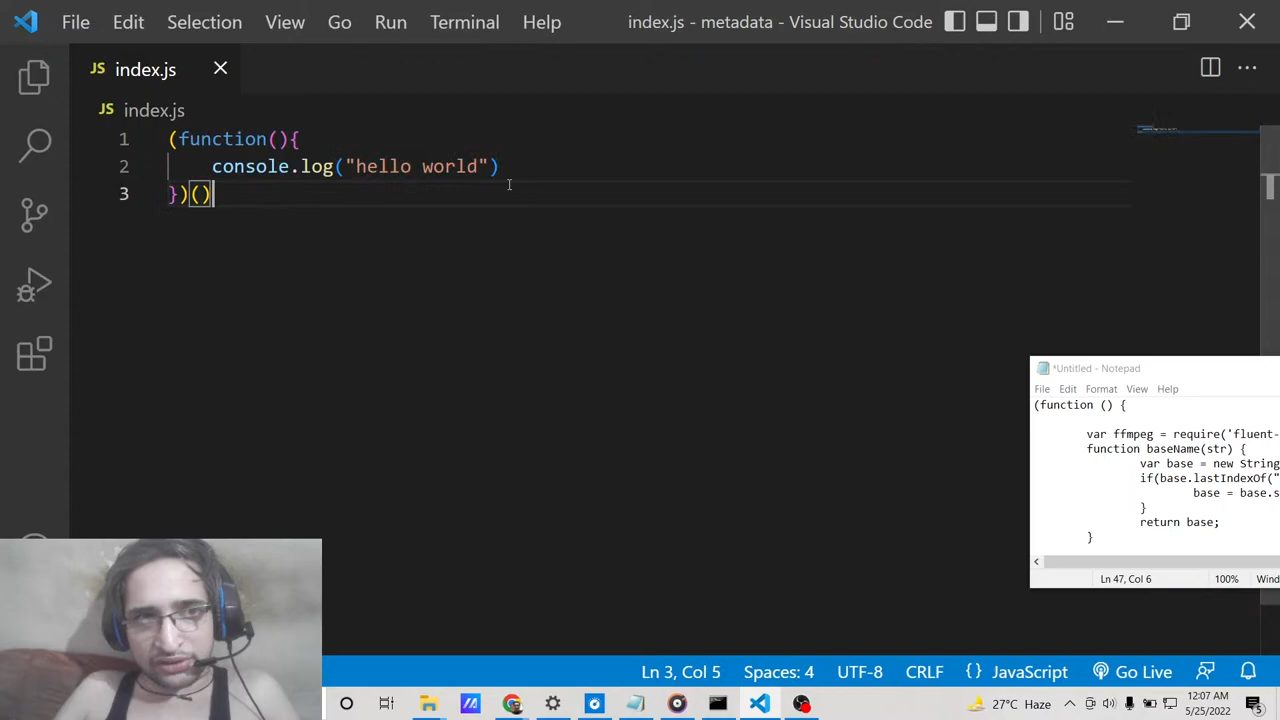 File Edit Selection View Go Run Terminal Help index.js - metadata - Visual Studio Code
JS index.js
JS index.js
1 (function(){
2 console.log("hello world")
3 })()
*Untitled - Notepad
File Edit Format View Help
(function () {
var ffmpeg = require('fluent-
function baseName(str) {
var base = new String
if(base.lastIndexOf("
base = base.s
}
return base;
}
Ln 47, Col 6 100% Wind
Ln 3, Col 5 Spaces: 4 UTF-8 CRLF {} JavaScript Go Live
27°C Haze 12:07 AM
5/25/2022 5